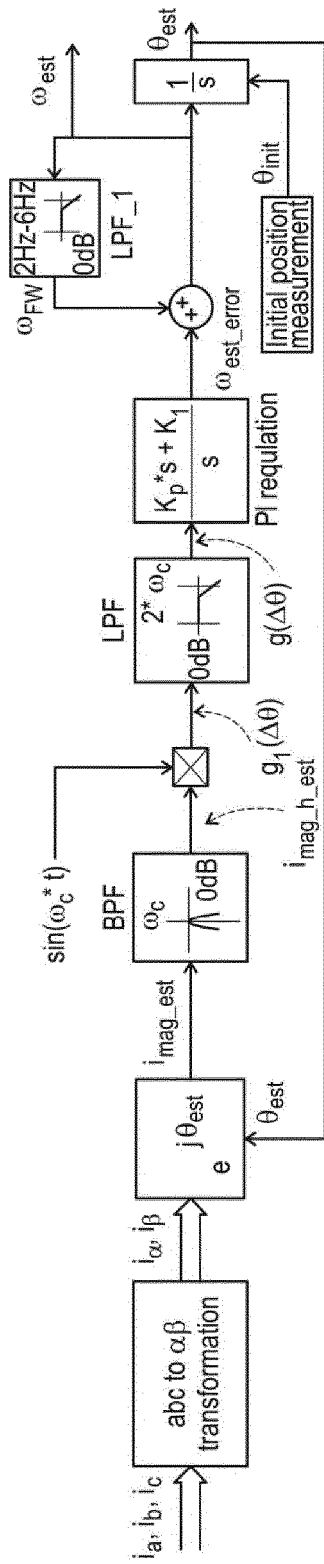 i_a, i_b, i_c
abc to αβ
transformation
i_α, i_β
jθ_est
e
θ_est
i_mag_est
BPF
ω_c
0dB
i_mag_h_est
sin(ω_c* t)
g_1(Δθ)
LPF
2* ω_c
0dB
g(Δθ)
K_p*s + K_1
s
PI requlation
ω_est_error
+
+
ω_FW
2Hz-6Hz
0dB
LPF_1
ω_est
Initial position
measurement
θ_init
1
s
θ_est